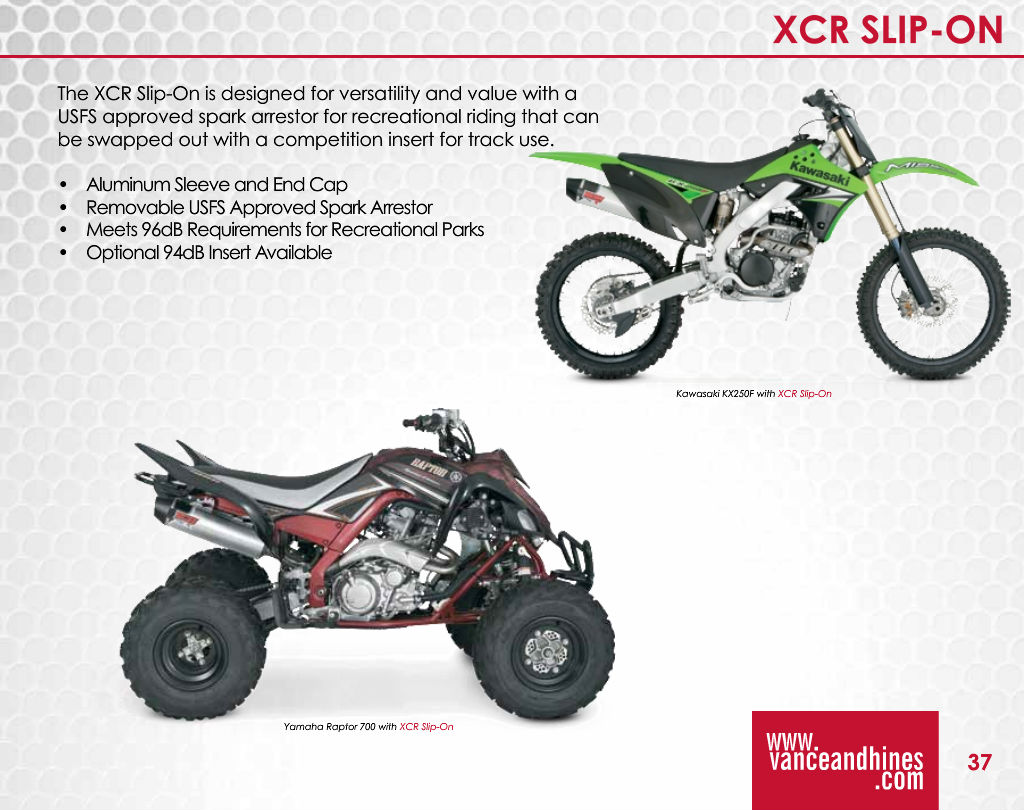 XCR SLIP-ON
The XCR Slip-On is designed for versatility and value with a
USFS approved spark arrestor for recreational riding that can
be swapped out with a competition insert for track use.
• Aluminum Sleeve and End Cap
• Removable USFS Approved Spark Arrestor
• Meets 96dB Requirements for Recreational Parks
• Optional 94dB Insert Available
Kawasaki
Kawasaki KX250F with XCR Slip-On
RAPTOR
Yamaha Raptor 700 with XCR Slip-On
www.
vanceandhines
.com
37